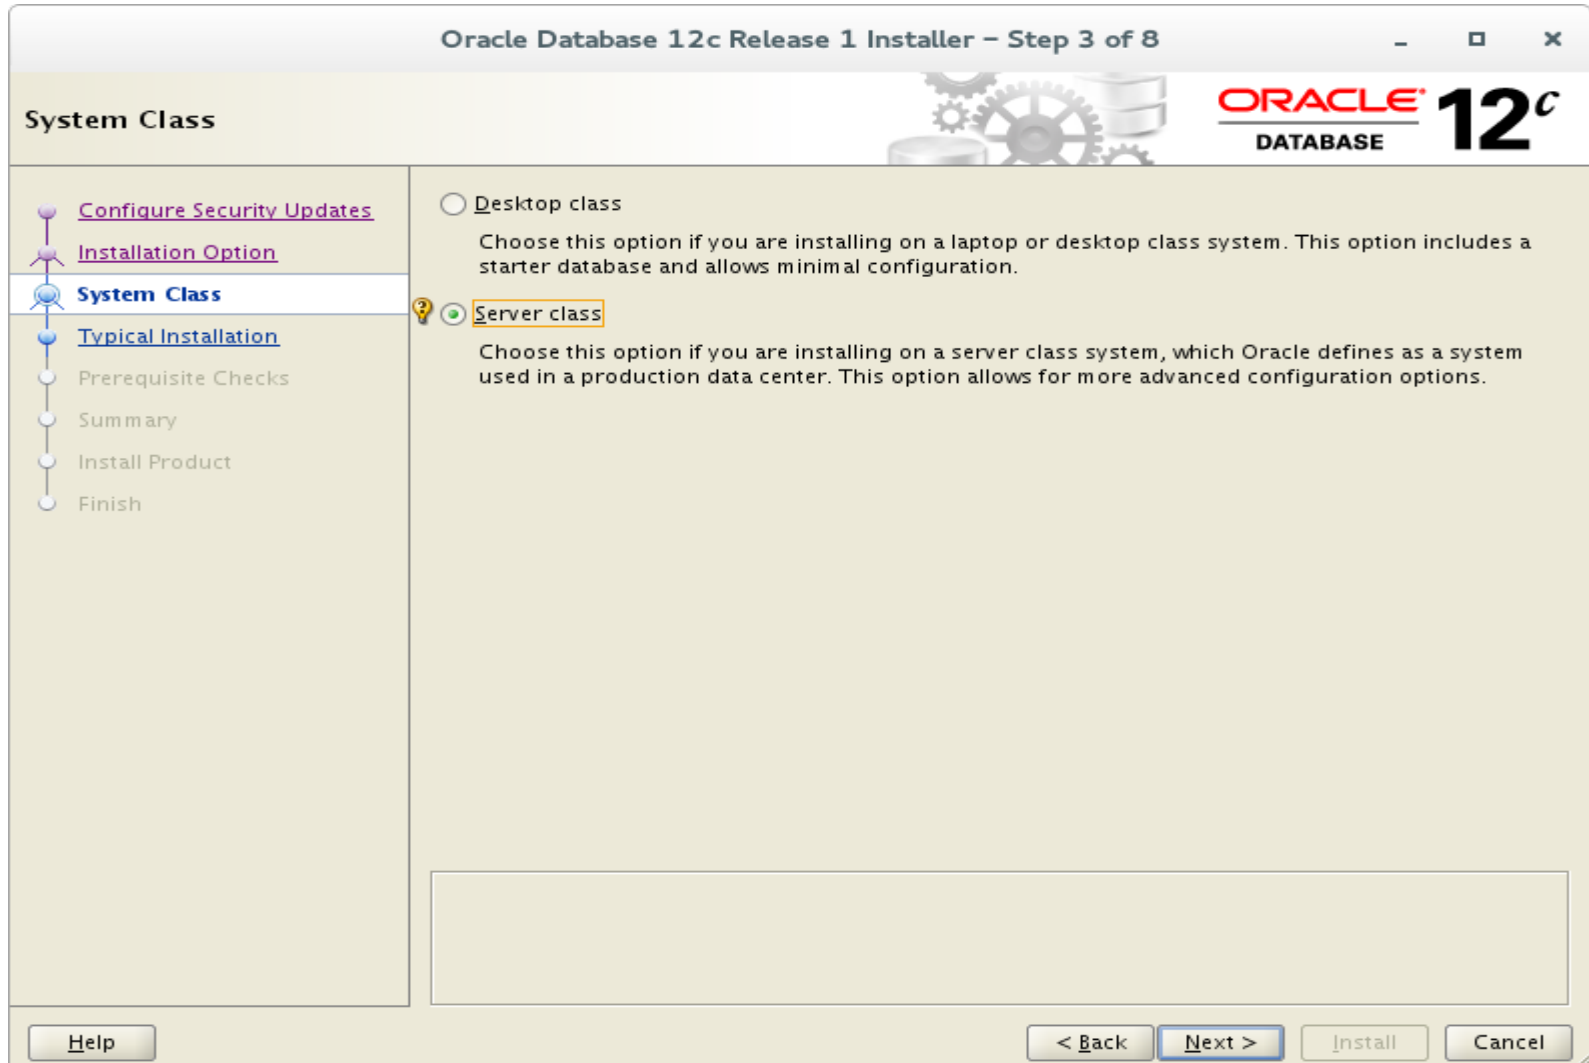 Oracle Database 12c Release 1 Installer – Step 3 of 8
System Class
ORACLE
DATABASE
12c
Configure Security Updates
Installation Option
System Class
Typical Installation
Prerequisite Checks
Summary
Install Product
Finish
Desktop class
Choose this option if you are installing on a laptop or desktop class system. This option includes a
starter database and allows minimal configuration.
Server class
Choose this option if you are installing on a server class system, which Oracle defines as a system
used in a production data center. This option allows for more advanced configuration options.
Help
< Back
Next >
Install
Cancel